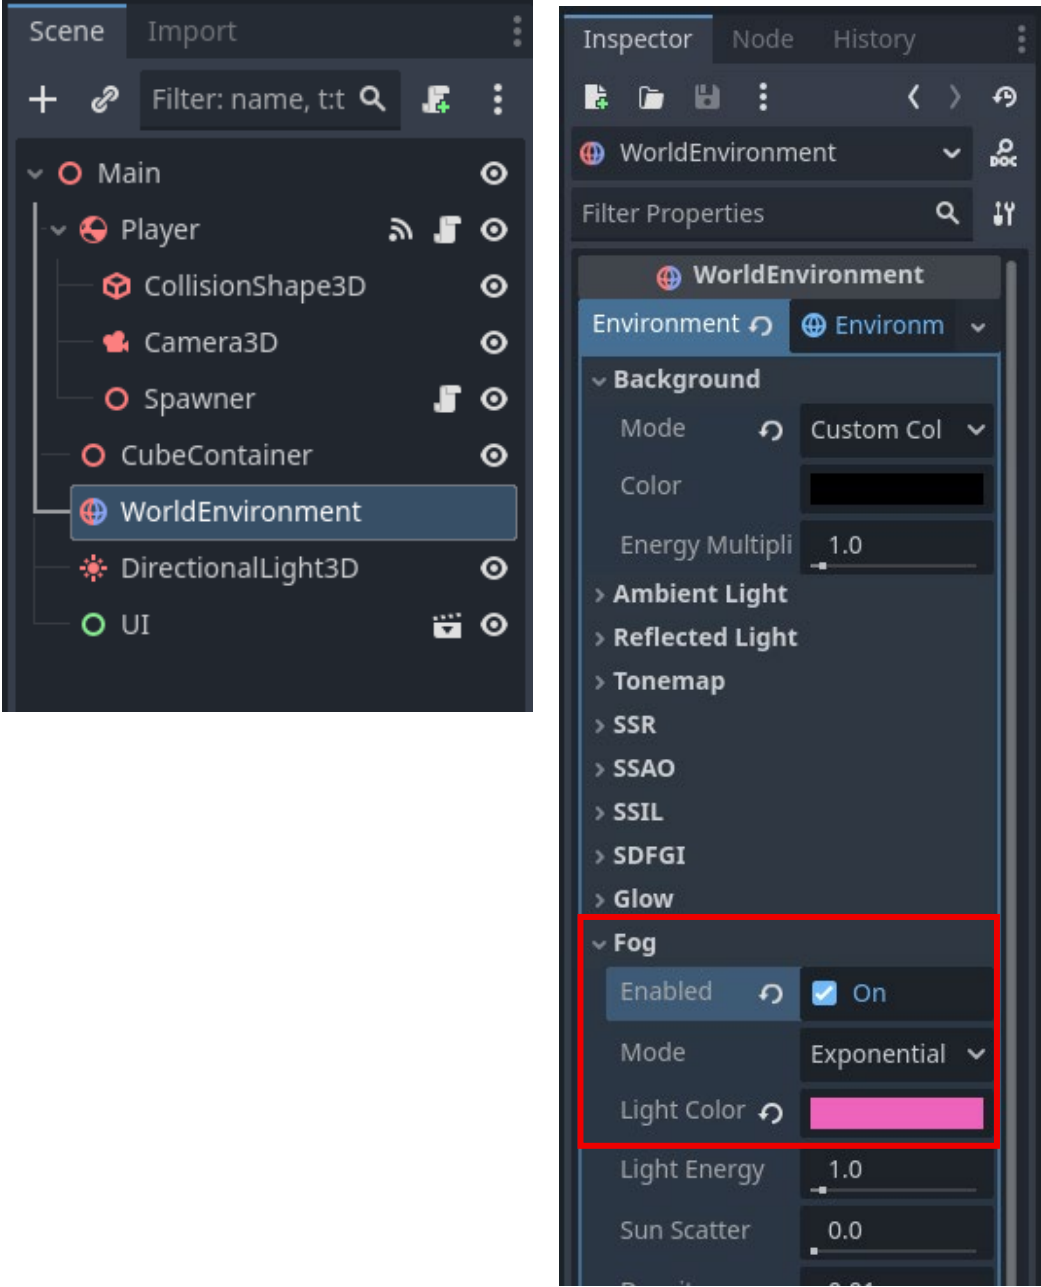 Scene Import
Filter: name, t:t
Main
Player
CollisionShape3D
Camera3D
Spawner
CubeContainer
WorldEnvironment
DirectionalLight3D
UI
Inspector Node History
WorldEnvironment
DOC
Filter Properties
WorldEnvironment
Environment Environm
Background
Mode Custom Col
Color
Energy Multipli 1.0
Ambient Light
Reflected Light
Tonemap
SSR
SSAO
SSIL
SDFGI
Glow
Fog
Enabled On
Mode Exponential
Light Color
Light Energy 1.0
Sun Scatter 0.0